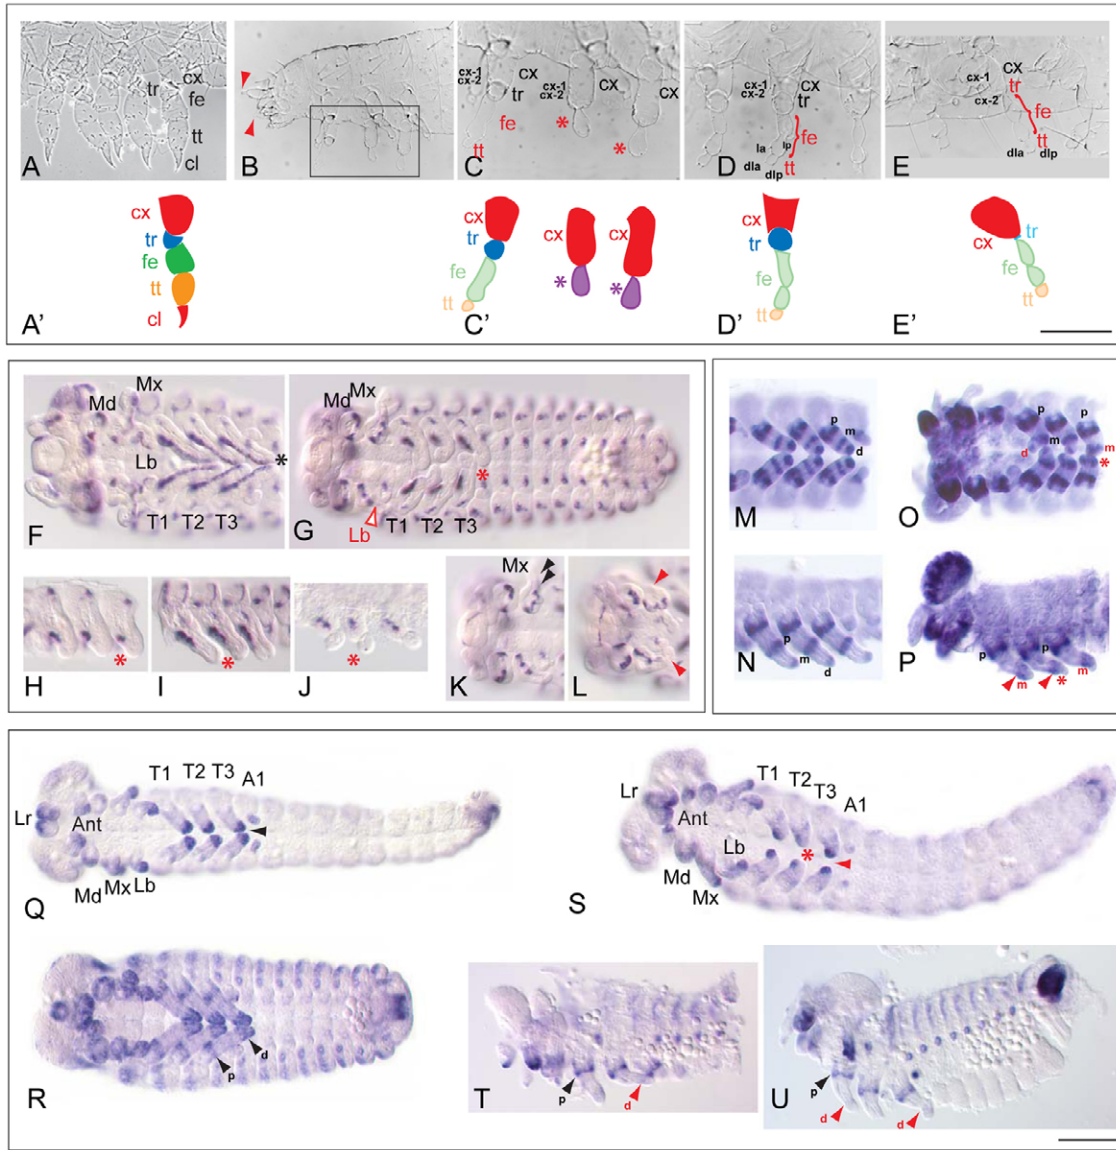 cx
tr
fe
tt
cl
A
B
cx-1
cx-2
CX
tr
cx-1
cx-2
CX
CX
fe
*
tt
*
C
cx-1
cx-2
CX
tr
fe
la
lp
dla
tt
dlp
D
cx-1
CX
cx-2
tr
fe
tt
dla
dlp
E
cx
tr
fe
tt
cl
A'
cx
tr
fe
tt
C'
cx
*
cx
*
cx
tr
fe
tt
D'
cx
tr
fe
tt
E'
Mx
Md
Lb
*
T1 T2 T3
F
Mx
Md
*
Lb
T1 T2 T3
G
*
H
*
I
*
J
Mx
K
L
p
m
d
M
p
p
m
d
m
*
O
p
m
d
N
p
p
m
*
m
P
T1 T2 T3 A1
Lr
Ant
Md Mx Lb
Q
T1 T2 T3 A1
Lr
Ant
Lb
*
Md
Mx
S
p
d
R
p
d
T
p
d
d
U